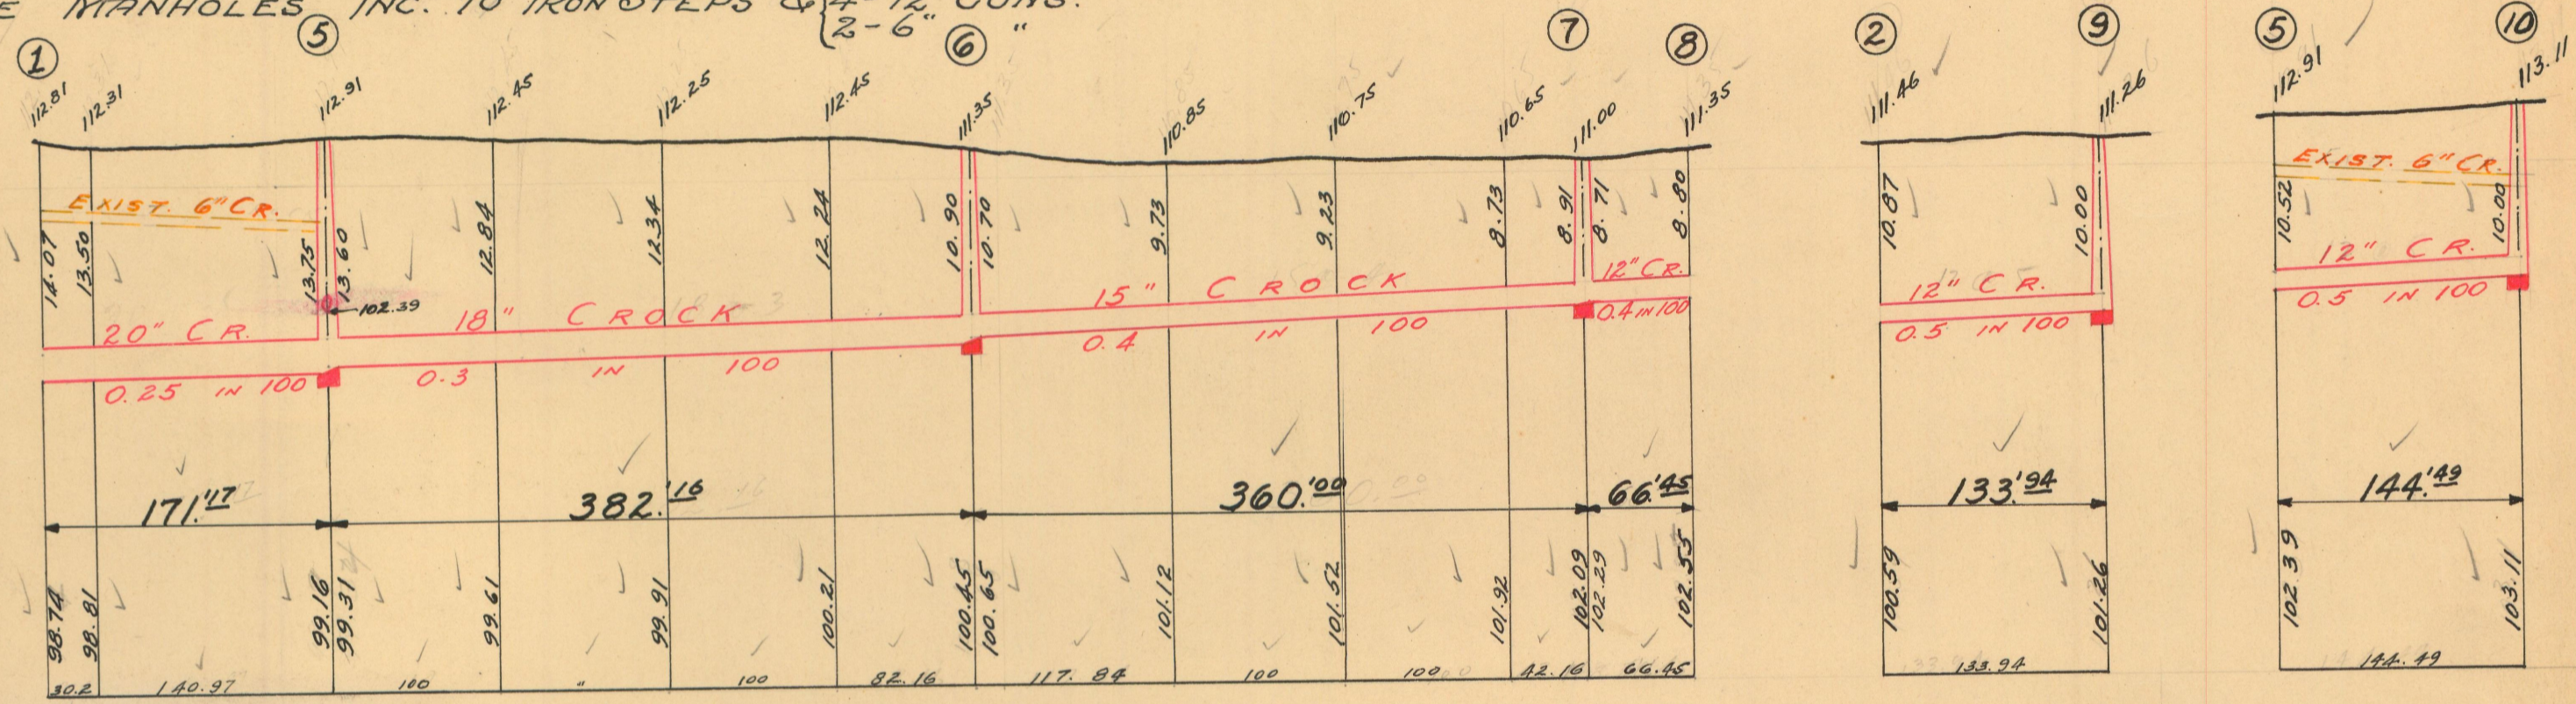 MANHOLES INC. 10 IRON STEPS & 4-12" CONS.
2-6" "
① ⑤ ⑥ ⑦ ⑧ ② ⑨ ⑤ ⑩
112.81 112.31 112.91 112.45 112.25 112.45 111.35 110.85 110.75 110.65 111.00 111.35 111.46 111.26 112.91 113.11
EXIST. 6" CR. EXIST. 6" CR.
14.07 13.50 13.75 13.60 12.84 12.34 12.24 10.90 10.70 9.73 9.23 8.73 8.91 8.71 8.80 10.87 10.00 10.52 10.00
102.39
20" CR. 18" CROCK 15" CROCK 12" CR. 12" CR. 12" CR.
0.25 IN 100 0.3 IN 100 0.4 IN 100 0.4 IN 100 0.5 IN 100 0.5 IN 100
171.'17 382.'16 360.'00 66.'45 133.'94 144.'49
98.74 98.81 99.16 99.31 99.61 99.91 100.21 100.45 100.65 101.12 101.52 101.92 102.09 102.29 102.55 100.59 101.26 102.39 103.11
30.2 140.97 100 " 100 82.16 117.84 100 100 42.16 66.45 133.94 144.49